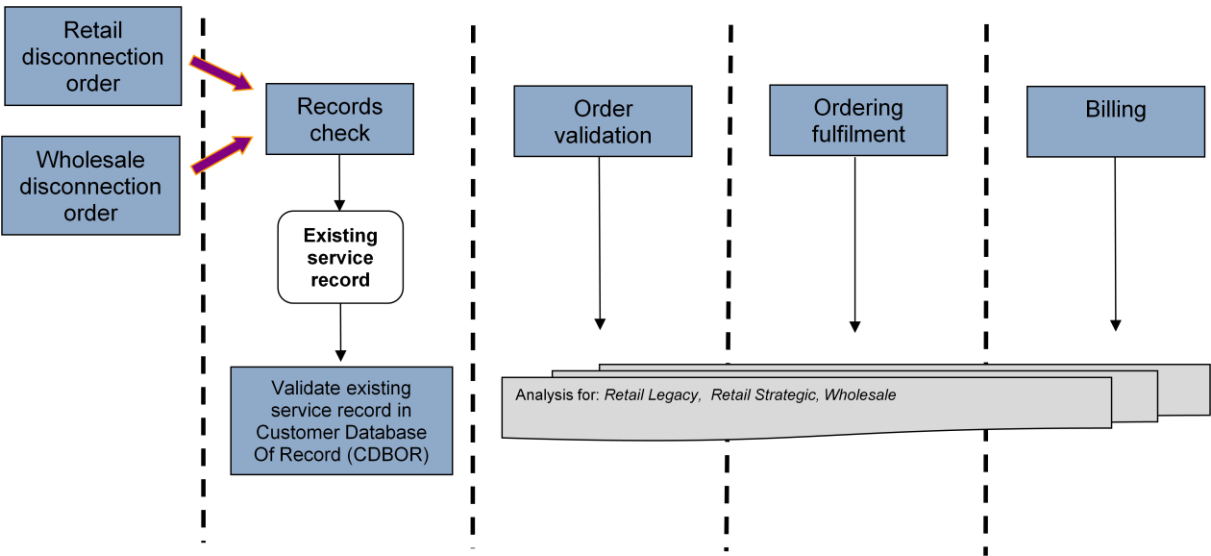 Retail
disconnection
order
Wholesale
disconnection
order
Records
check
Existing
service
record
Validate existing
service record in
Customer Database
Of Record (CDBOR)
Order
validation
Ordering
fulfilment
Billing
Analysis for: Retail Legacy, Retail Strategic, Wholesale